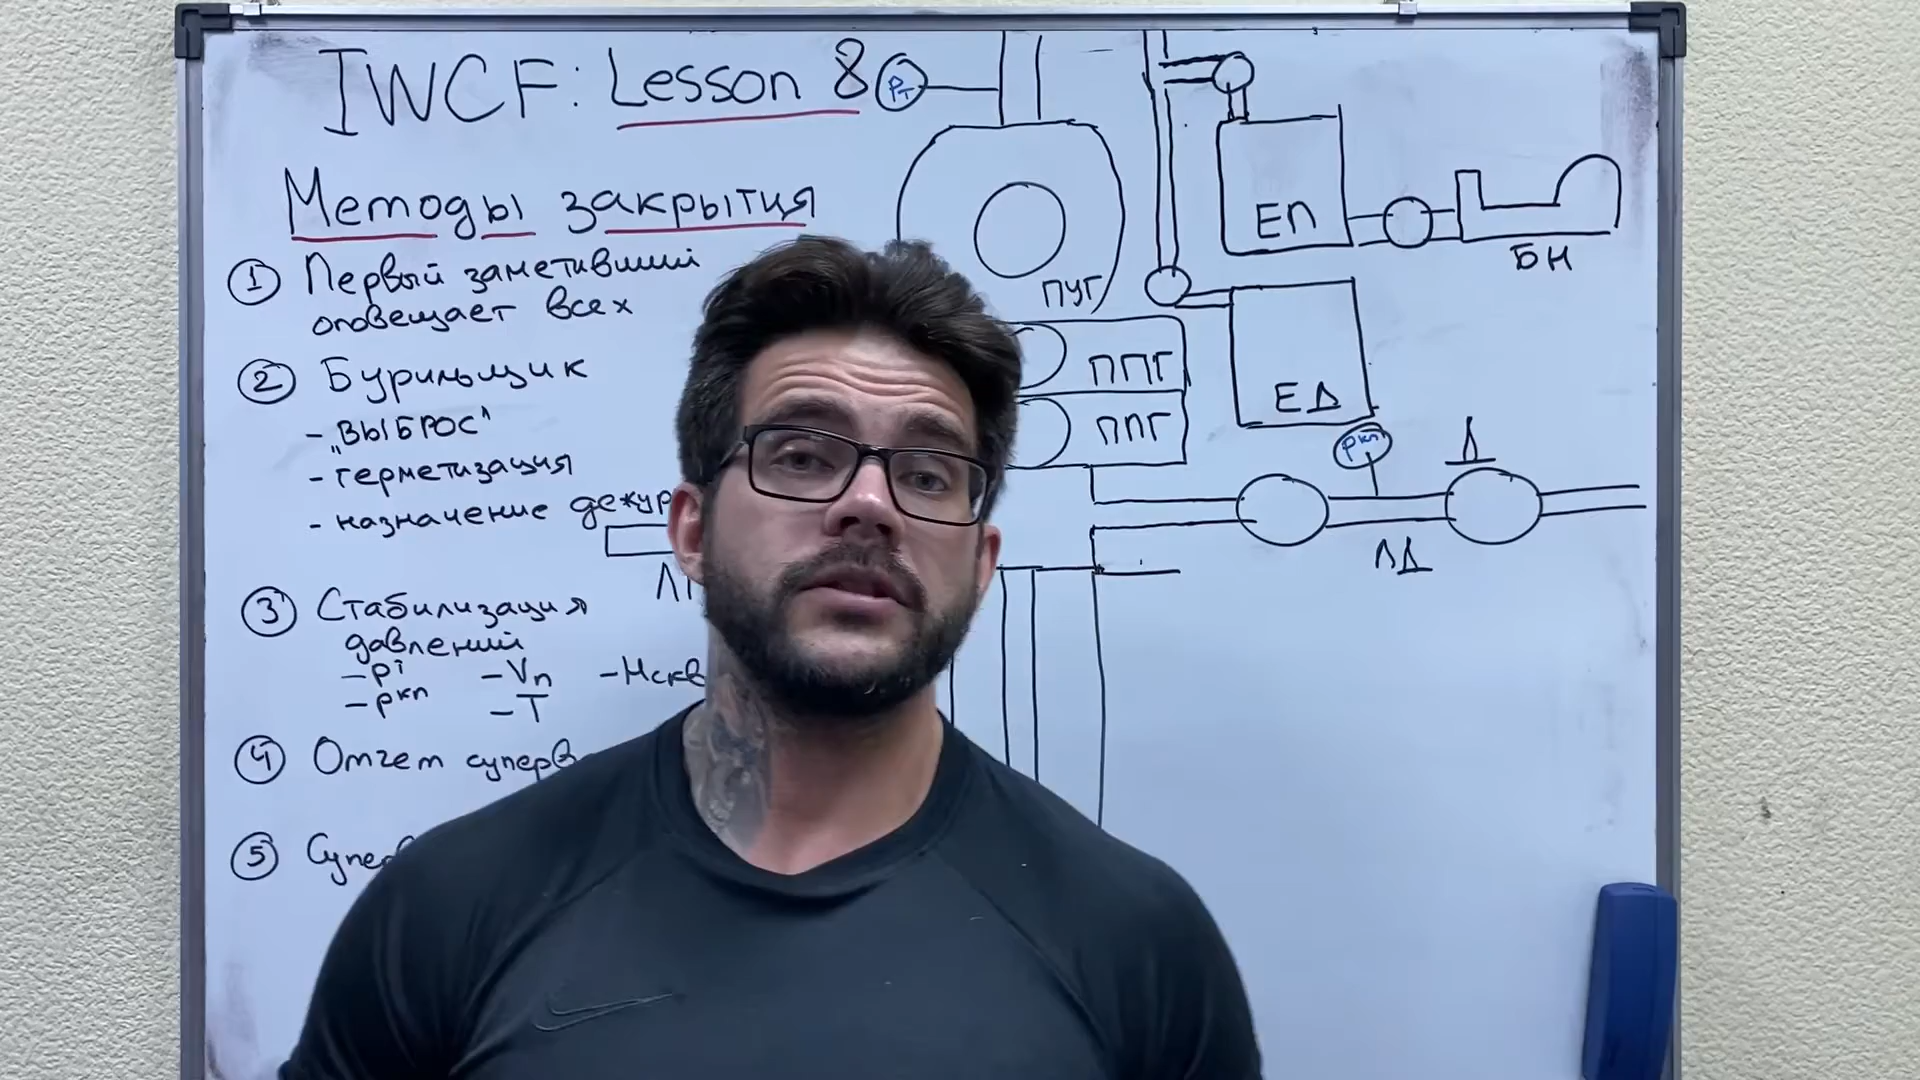 IWCF: Lesson 8
Методы закрытия
① Первый заметивший
оповещает всех
② Бурильщик
- „ВЫБРОС"
- герметизация
- назначение
③ Стабилизация
давлений
- Pт - Vп
- Pкп - T
④ Отчет
⑤
Pт
ПУГ
ППГ
ППГ
ЕП
БН
ЕД
Pкп
Д
ЛД